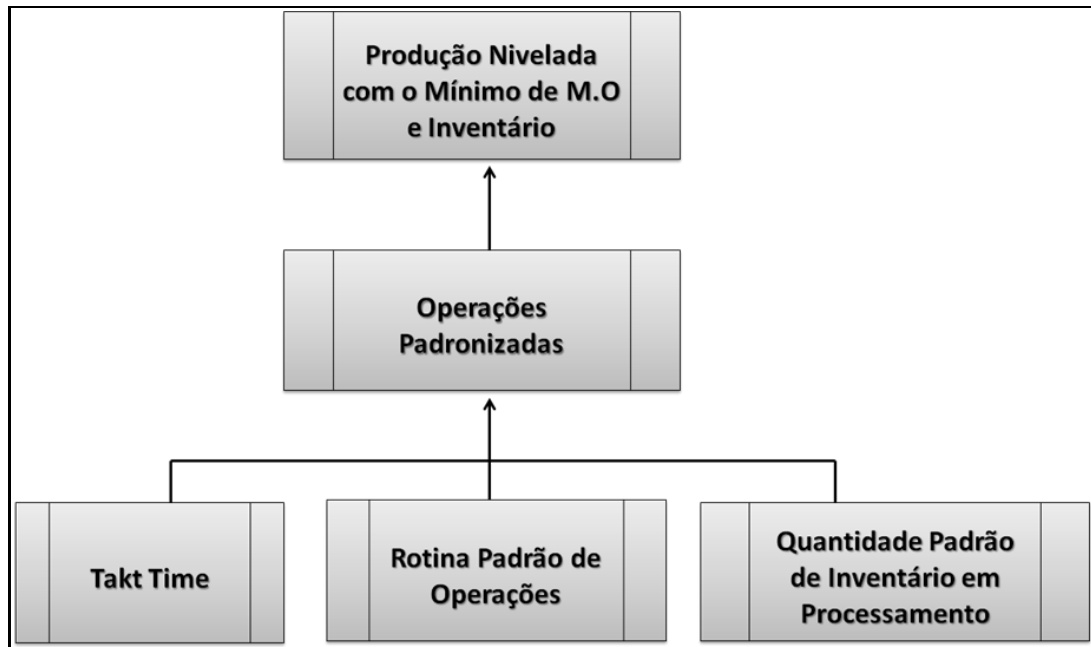 Produção Nivelada
com o Mínimo de M.O
e Inventário
Operações
Padronizadas
Takt Time
Rotina Padrão de
Operações
Quantidade Padrão
de Inventário em
Processamento